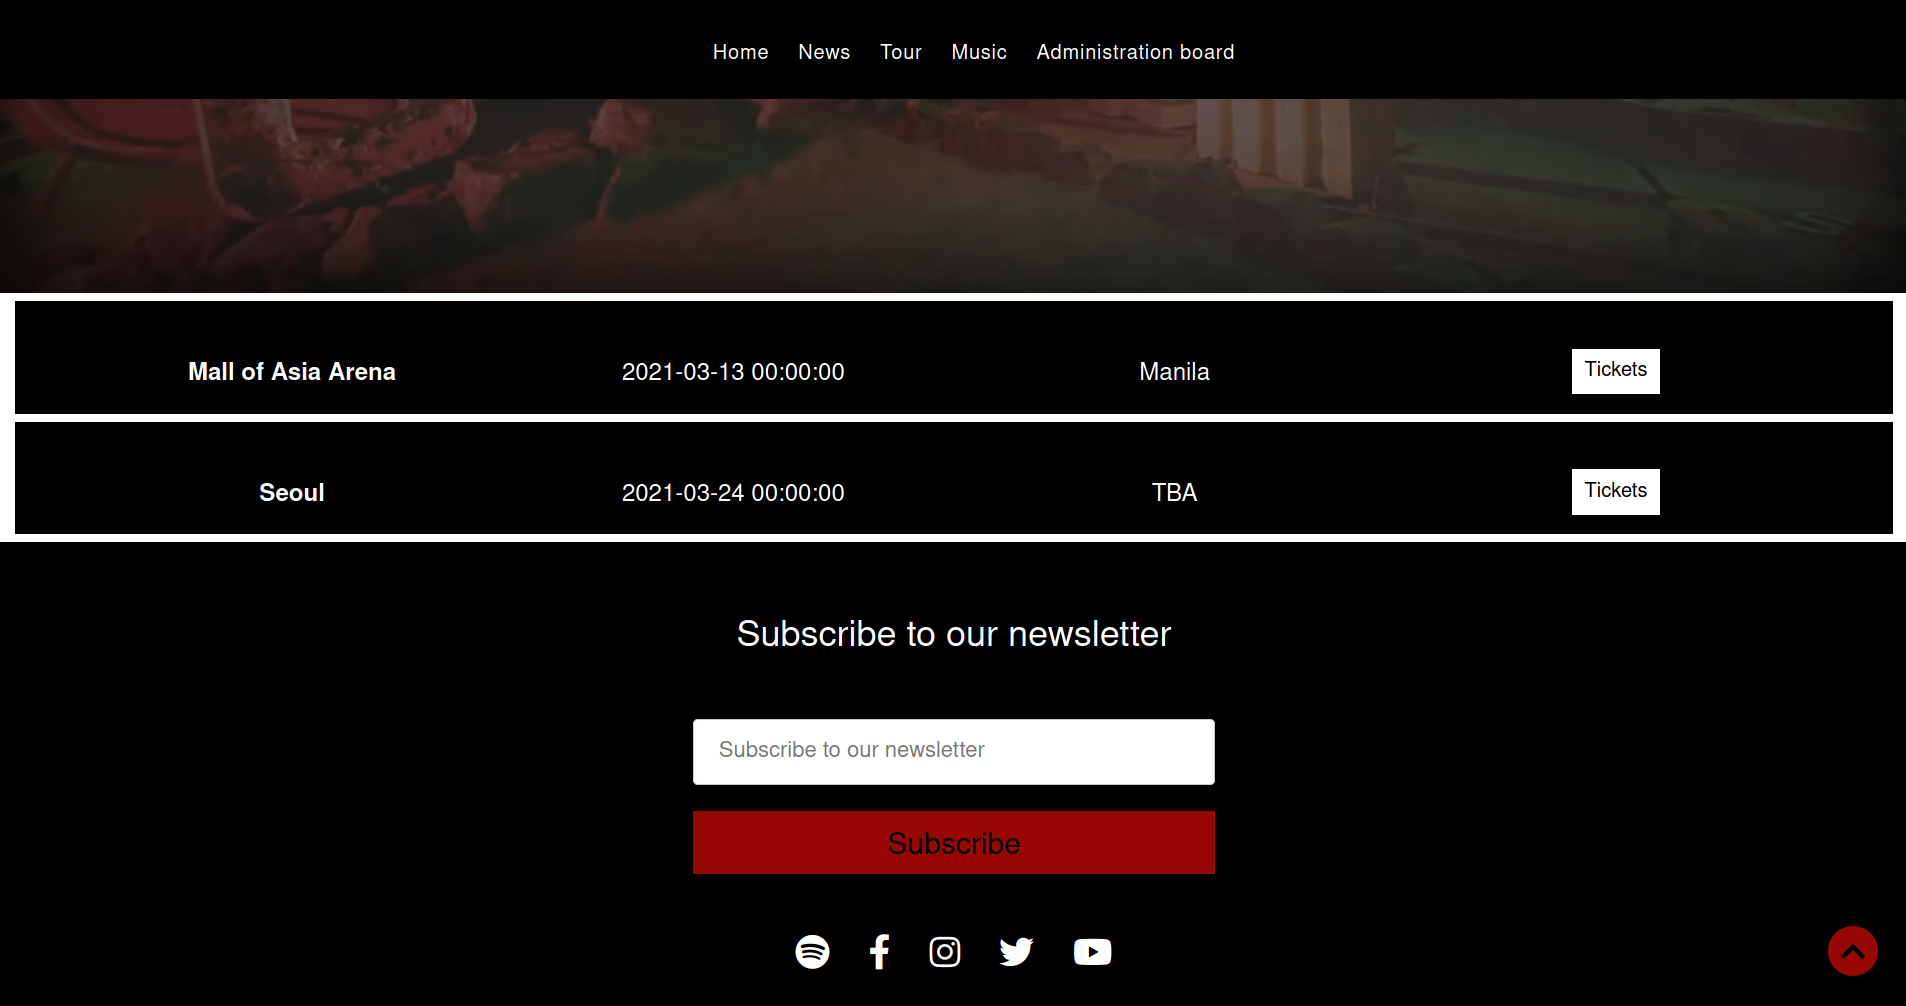 Home News Tour Music Administration board
Mall of Asia Arena 2021-03-13 00:00:00 Manila Tickets
Seoul 2021-03-24 00:00:00 TBA Tickets
Subscribe to our newsletter
Subscribe to our newsletter
Subscribe